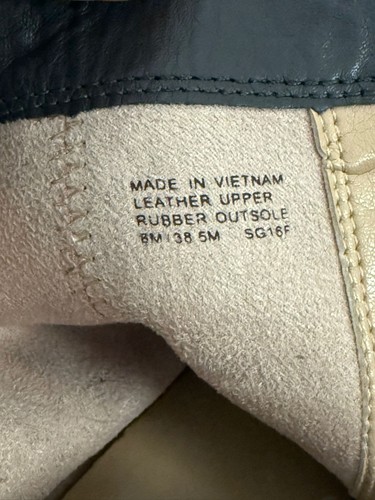 MADE IN VIETNAM
LEATHER UPPER
RUBBER OUTSOLE
8M/38.5M SG16F